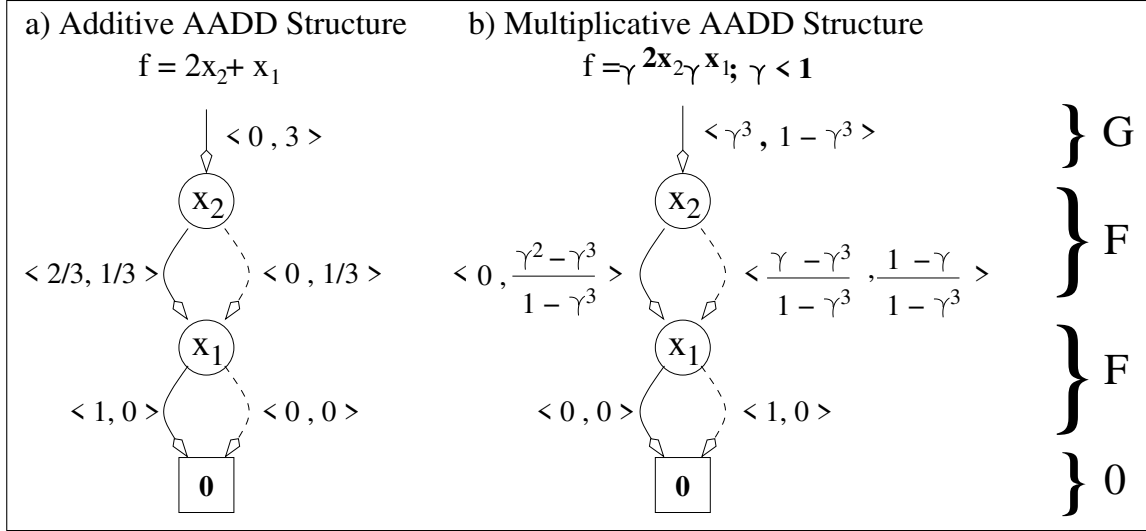 a) Additive AADD Structure
f = 2x₂ + x₁
< 0 , 3 >
x₂
< 2/3, 1/3 >
< 0 , 1/3 >
x₁
< 1, 0 >
< 0 , 0 >
0
b) Multiplicative AADD Structure
f = γ^2x₂ γ^x₁; γ < 1
< γ³ , 1 − γ³ >
x₂
< 0 , (γ² − γ³)/(1 − γ³) >
< (γ − γ³)/(1 − γ³) , (1 − γ)/(1 − γ³) >
x₁
< 0 , 0 >
< 1, 0 >
0
} G
} F
} F
} 0